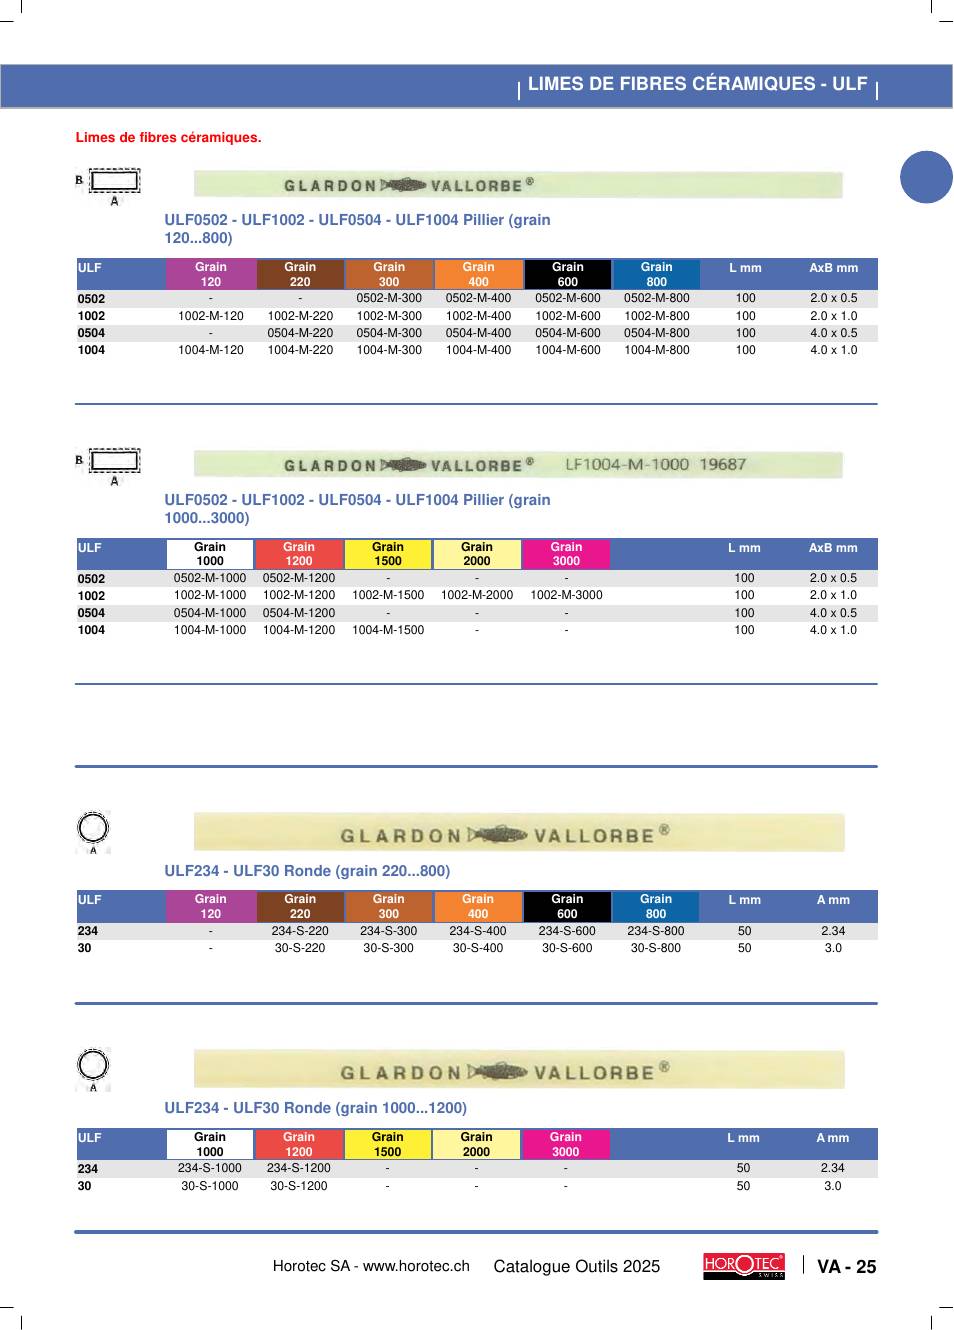 LIMES DE FIBRES CÉRAMIQUES - ULF
Limes de fibres céramiques.
B
A
GLARDON VALLORBE®
ULF0502 - ULF1002 - ULF0504 - ULF1004 Pillier (grain
120...800)
ULF Grain 120 Grain 220 Grain 300 Grain 400 Grain 600 Grain 800 L mm AxB mm
0502 - - 0502-M-300 0502-M-400 0502-M-600 0502-M-800 100 2.0 x 0.5
1002 1002-M-120 1002-M-220 1002-M-300 1002-M-400 1002-M-600 1002-M-800 100 2.0 x 1.0
0504 - 0504-M-220 0504-M-300 0504-M-400 0504-M-600 0504-M-800 100 4.0 x 0.5
1004 1004-M-120 1004-M-220 1004-M-300 1004-M-400 1004-M-600 1004-M-800 100 4.0 x 1.0
B
A
GLARDON VALLORBE® LF1004-M-1000 19687
ULF0502 - ULF1002 - ULF0504 - ULF1004 Pillier (grain
1000...3000)
ULF Grain 1000 Grain 1200 Grain 1500 Grain 2000 Grain 3000 L mm AxB mm
0502 0502-M-1000 0502-M-1200 - - - 100 2.0 x 0.5
1002 1002-M-1000 1002-M-1200 1002-M-1500 1002-M-2000 1002-M-3000 100 2.0 x 1.0
0504 0504-M-1000 0504-M-1200 - - - 100 4.0 x 0.5
1004 1004-M-1000 1004-M-1200 1004-M-1500 - - 100 4.0 x 1.0
A
GLARDON VALLORBE®
ULF234 - ULF30 Ronde (grain 220...800)
ULF Grain 120 Grain 220 Grain 300 Grain 400 Grain 600 Grain 800 L mm A mm
234 - 234-S-220 234-S-300 234-S-400 234-S-600 234-S-800 50 2.34
30 - 30-S-220 30-S-300 30-S-400 30-S-600 30-S-800 50 3.0
A
GLARDON VALLORBE®
ULF234 - ULF30 Ronde (grain 1000...1200)
ULF Grain 1000 Grain 1200 Grain 1500 Grain 2000 Grain 3000 L mm A mm
234 234-S-1000 234-S-1200 - - - 50 2.34
30 30-S-1000 30-S-1200 - - - 50 3.0
Horotec SA - www.horotec.ch Catalogue Outils 2025 HOROTEC® SWISS VA - 25